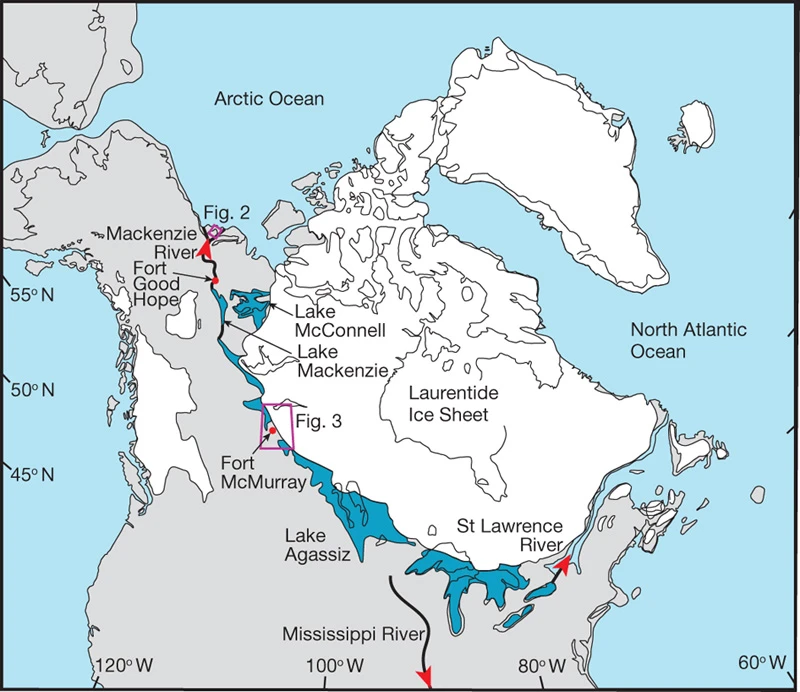 Arctic Ocean
Fig. 2
Mackenzie
River
Fort
Good
Hope
55° N
Lake
McConnell
Lake
Mackenzie
North Atlantic
Ocean
50° N
Laurentide
Ice Sheet
Fig. 3
45° N
Fort
McMurray
Lake
Agassiz
St Lawrence
River
Mississippi River
120° W
100° W
80° W
60° W